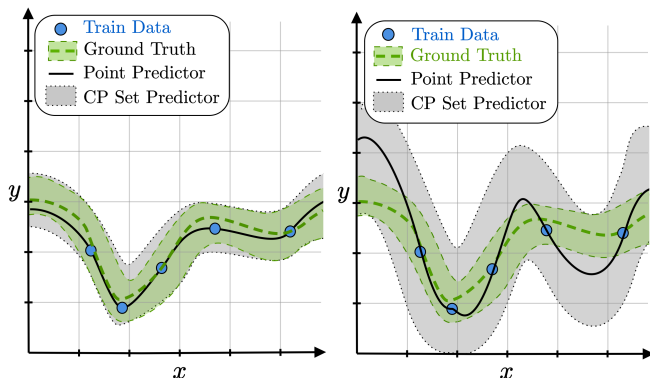 Train Data
Ground Truth
Point Predictor
CP Set Predictor
y
x
Train Data
Ground Truth
Point Predictor
CP Set Predictor
y
x